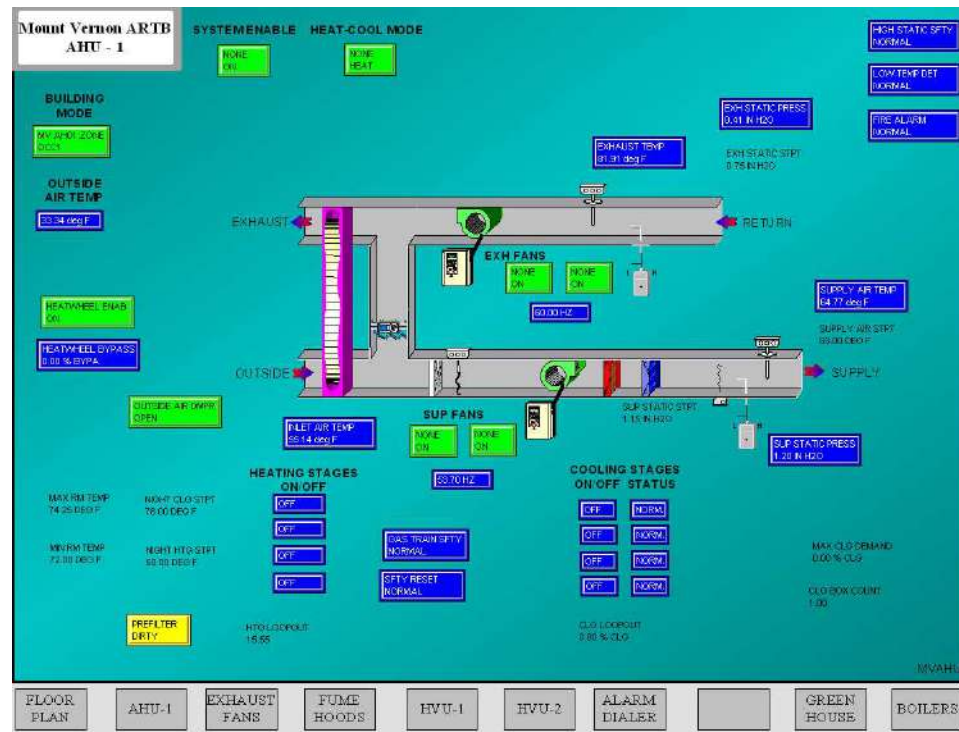 Mount Vernon ARTB
AHU - 1
SYSTEMENABLE
NONE
ON
HEAT-COOL MODE
NONE
HEAT
HIGH STATIC SFTY
NORMAL
LOW TEMP DET
NORMAL
FIRE ALARM
NORMAL
BUILDING
MODE
MV AHU1 ZONE
OCC1
EXH STATIC PRESS
0.41 IN H2O
EXH STATIC STPT
0.75 IN H2O
EXHAUST TEMP
81.91 deg F
OUTSIDE
AIR TEMP
deg F
EXHAUST
RETURN
EXH FANS
NONE
ON
NONE
ON
60.00 HZ
SUPPLY AIR TEMP
64.77 deg F
SUPPLY AIR STPT
DEG F
HEATWHEEL ENAB
ON
HEATWHEEL BYPASS
0.00 % BYPA
OUTSIDE
SUPPLY
OUTSIDE AIR DMPR
OPEN
INLET AIR TEMP
deg F
SUP FANS
NONE
ON
NONE
ON
HZ
SUP STATIC STPT
1.15 IN H2O
SUP STATIC PRESS
1.20 IN H2O
HEATING STAGES
ON/OFF
OFF
OFF
OFF
OFF
COOLING STAGES
ON/OFF STATUS
OFF NORM.
OFF NORM.
OFF NORM.
OFF NORM.
MAX RM TEMP
74.25 DEG F
NIGHT CLG STPT
78.00 DEG F
MIN RM TEMP
72.00 DEG F
NIGHT HTG STPT
DEG F
GAS TRAIN SFTY
NORMAL
SFTY RESET
NORMAL
MAX CLG DEMAND
0.00 % CLG
CLG BOX COUNT
1.00
PREFILTER
DIRTY
HTG LOOPOUT
15.55
CLG LOOPOUT
% CLG
MVAHU
FLOOR
PLAN
AHU-1
EXHAUST
FANS
FUME
HOODS
HVU-1
HVU-2
ALARM
DIALER
GREEN
HOUSE
BOILERS